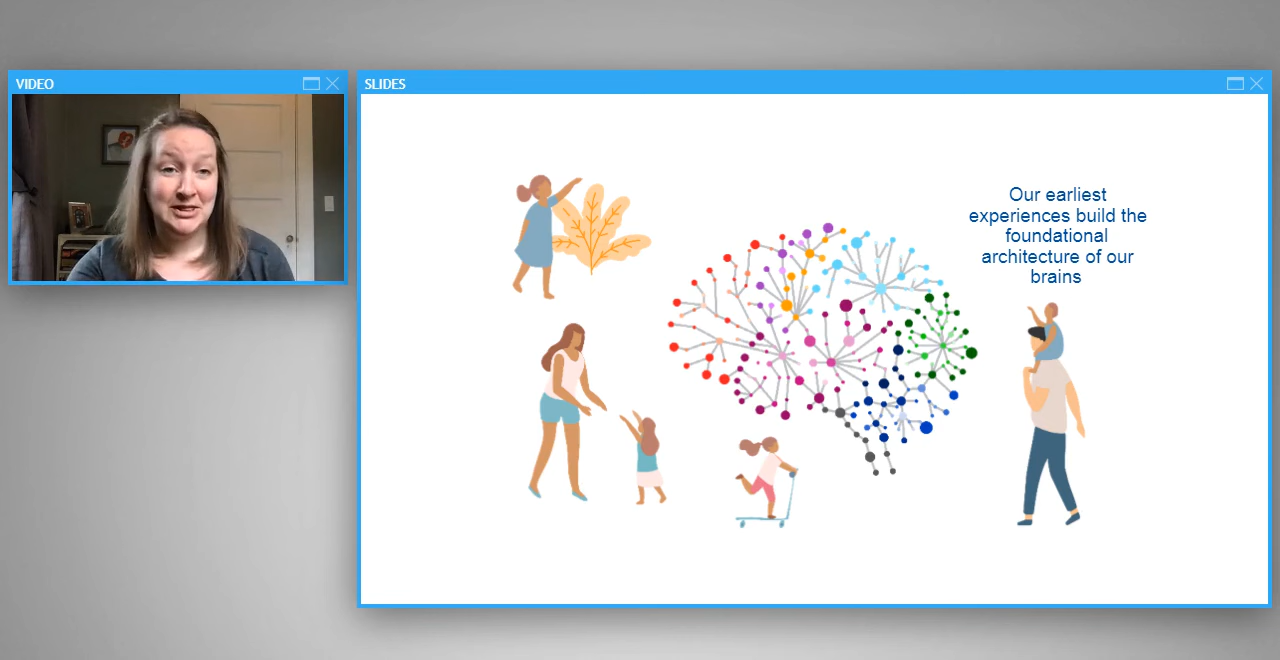 VIDEO
SLIDES
Our earliest
experiences build the
foundational
architecture of our
brains